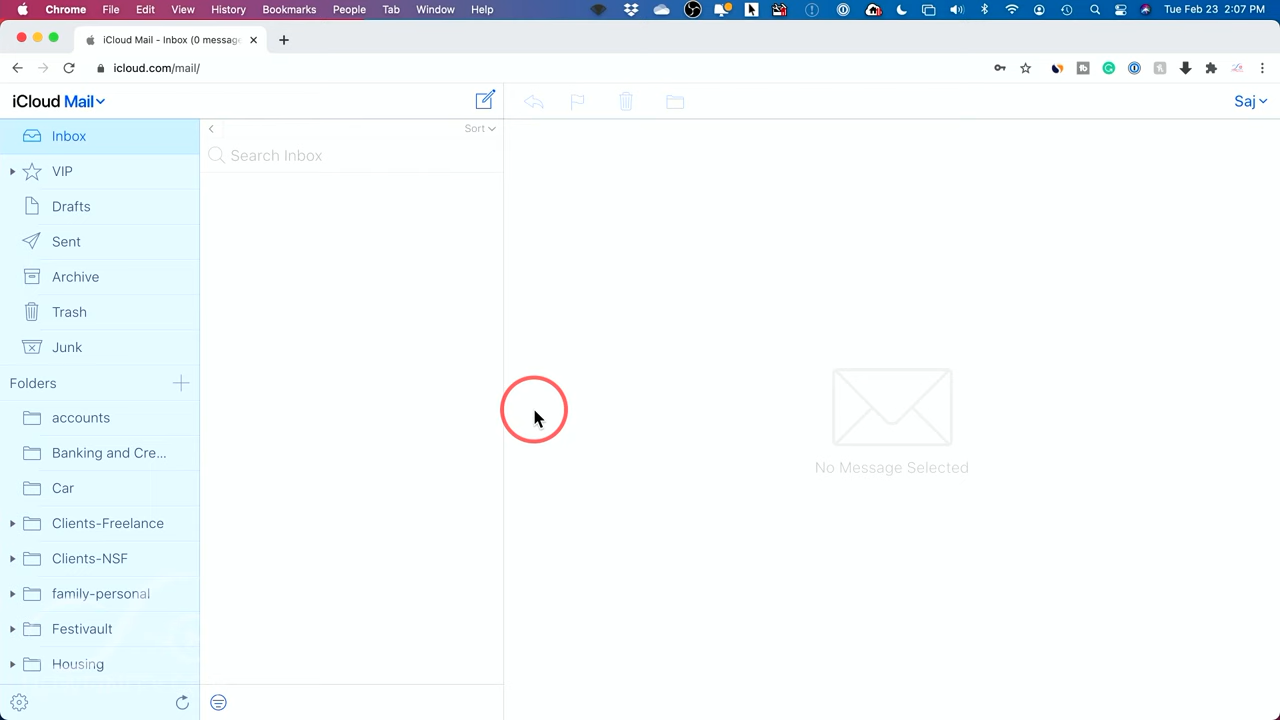 Chrome File Edit View History Bookmarks People Tab Window Help Tue Feb 23 2:07 PM
iCloud Mail - Inbox (0 messag
icloud.com/mail/
iCloud Mail
Saj
Inbox
VIP
Drafts
Sent
Archive
Trash
Junk
Folders
accounts
Banking and Cre...
Car
Clients-Freelance
Clients-NSF
family-personal
Festivault
Housing
Sort
Search Inbox
No Message Selected